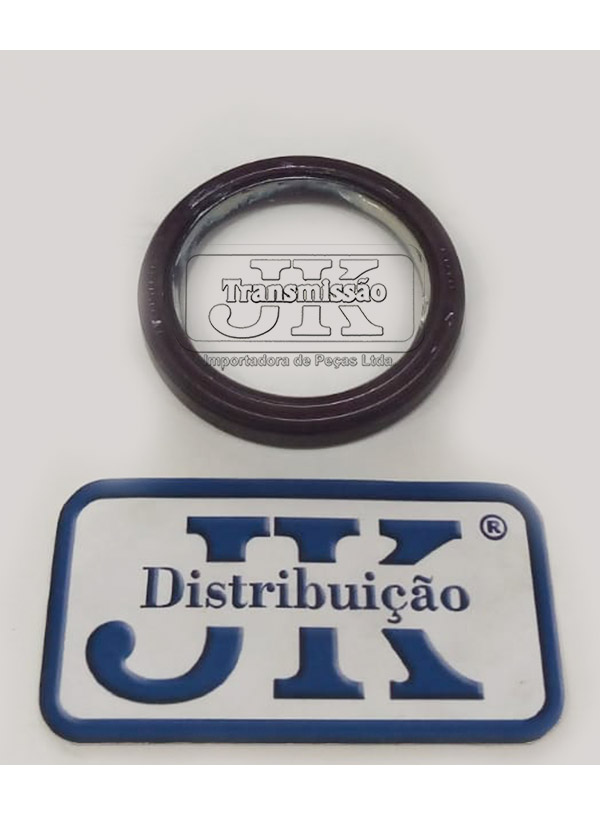 JK
Transmissão
Importadora de Peças Ltda
JK ®
Distribuição